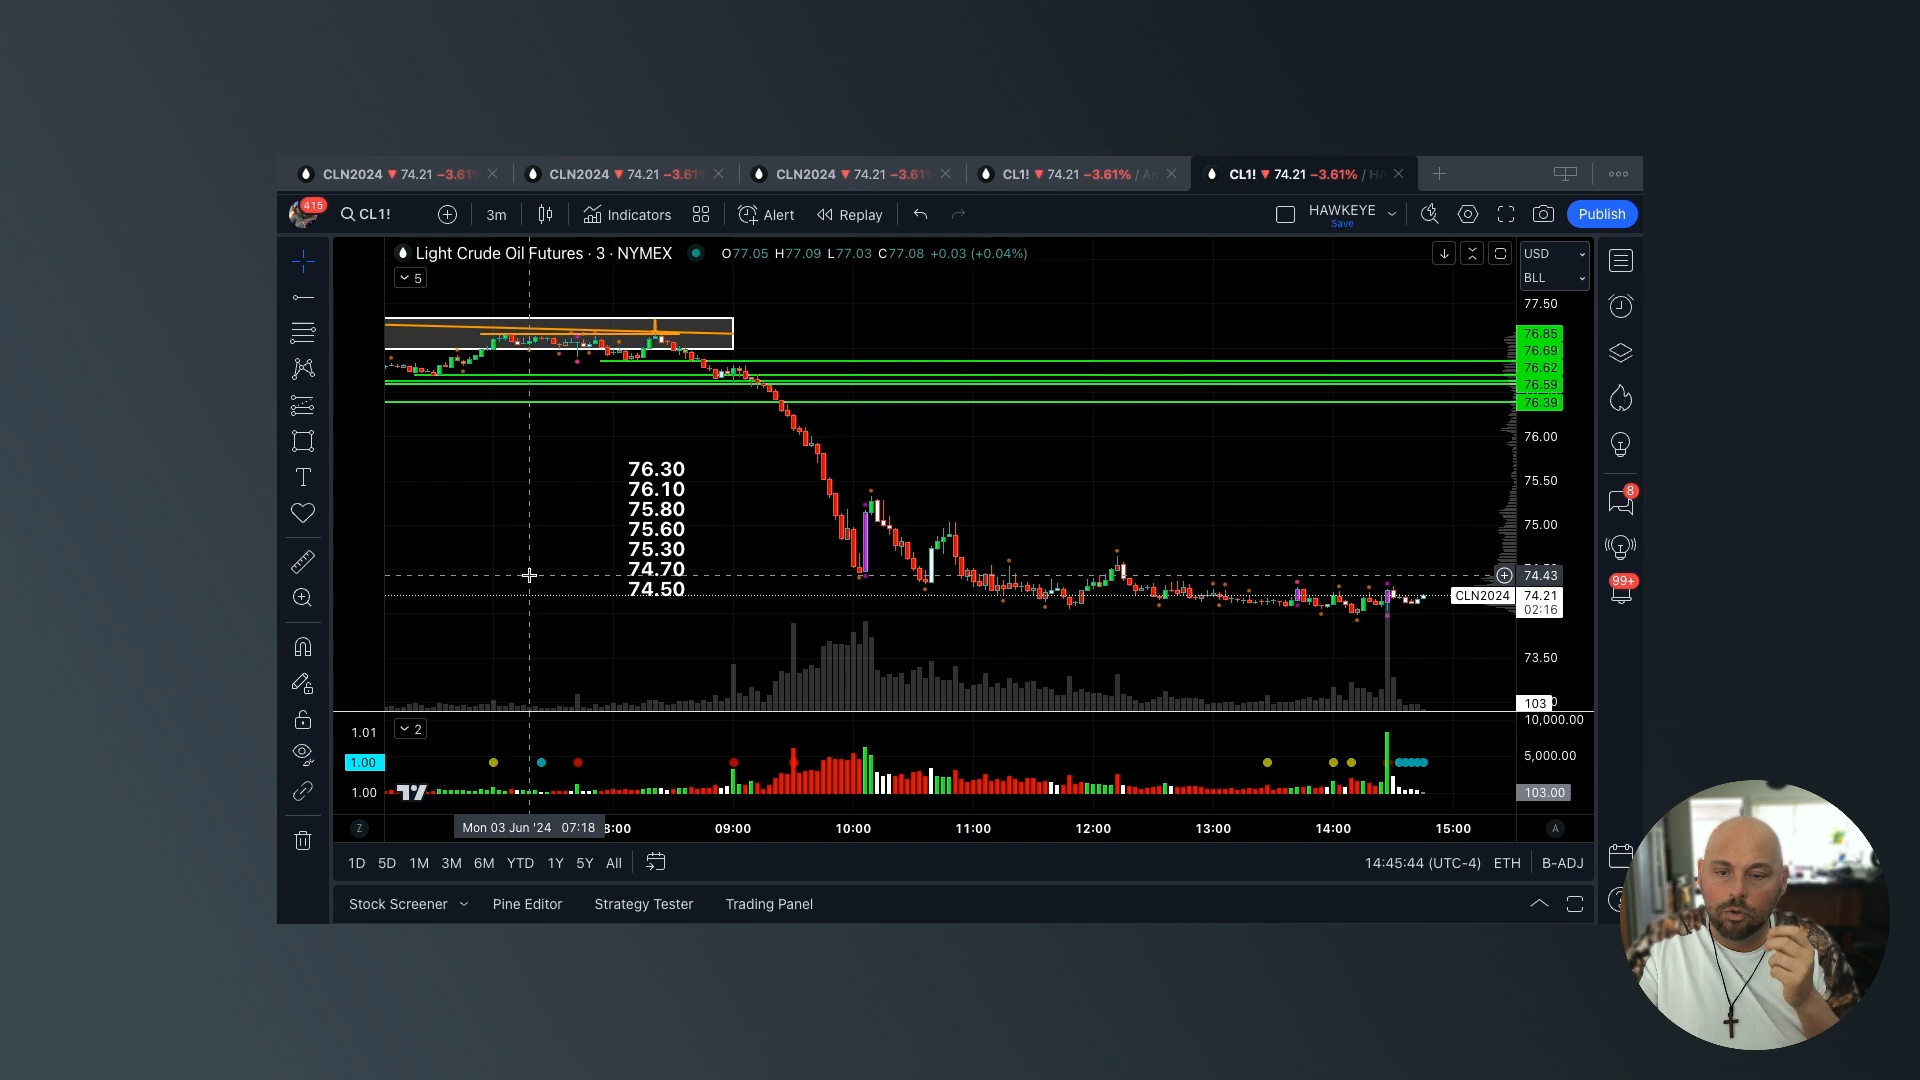 CLN2024 74.21 −3.61%
CLN2024 74.21 −3.61%
CLN2024 74.21 −3.61%
CL1! 74.21 −3.61% /
CL1! 74.21 −3.61% / HA
415
CL1!
3m
Indicators
Alert
Replay
HAWKEYE
Save
Publish
Light Crude Oil Futures · 3 · NYMEX
O77.05 H77.09 L77.03 C77.08 +0.03 (+0.04%)
5
USD
BLL
77.50
76.85
76.69
76.62
76.59
76.39
76.00
75.50
75.00
74.43
CLN2024
74.21
02:16
73.50
103
76.30
76.10
75.80
75.60
75.30
74.70
74.50
8
99+
2
1.01
1.00
1.00
10,000.00
5,000.00
103.00
Z
Mon 03 Jun '24 07:18
8:00
09:00
10:00
11:00
12:00
13:00
14:00
15:00
A
1D
5D
1M
3M
6M
YTD
1Y
5Y
All
14:45:44 (UTC-4)
ETH
B-ADJ
Stock Screener
Pine Editor
Strategy Tester
Trading Panel